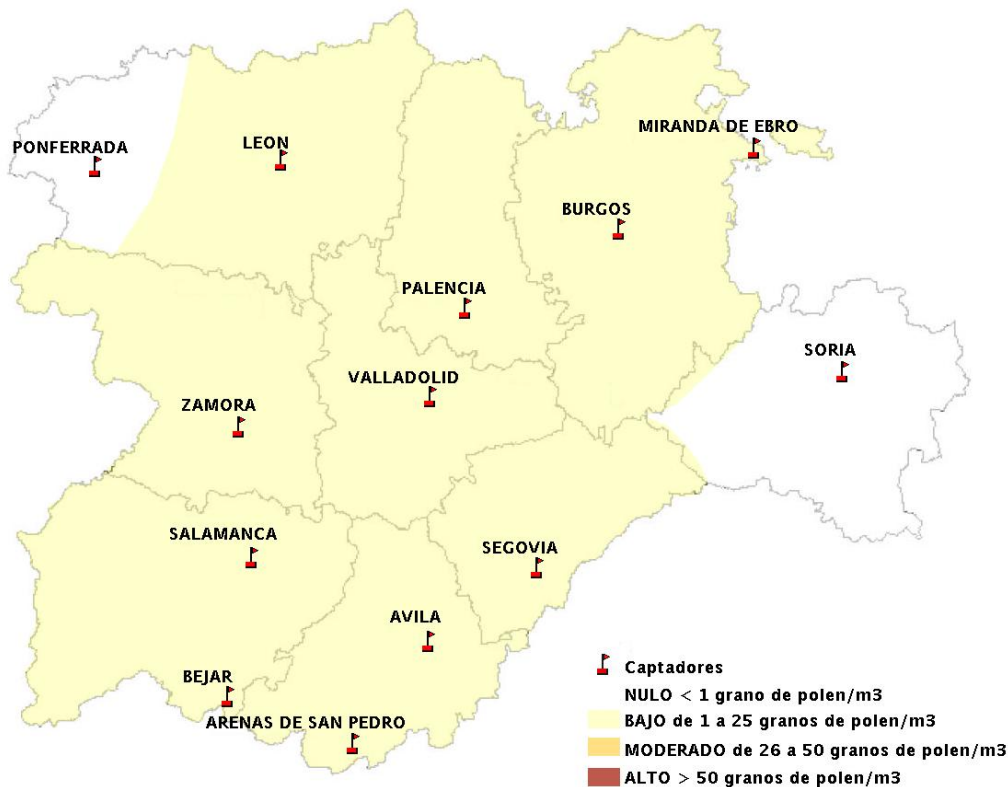 MIRANDA DE EBRO
PONFERRADA
LEON
BURGOS
PALENCIA
SORIA
VALLADOLID
ZAMORA
SALAMANCA
SEGOVIA
AVILA
BEJAR
ARENAS DE SAN PEDRO
Captadores
NULO < 1 grano de polen/m3
BAJO de 1 a 25 granos de polen/m3
MODERADO de 26 a 50 granos de polen/m3
ALTO > 50 granos de polen/m3